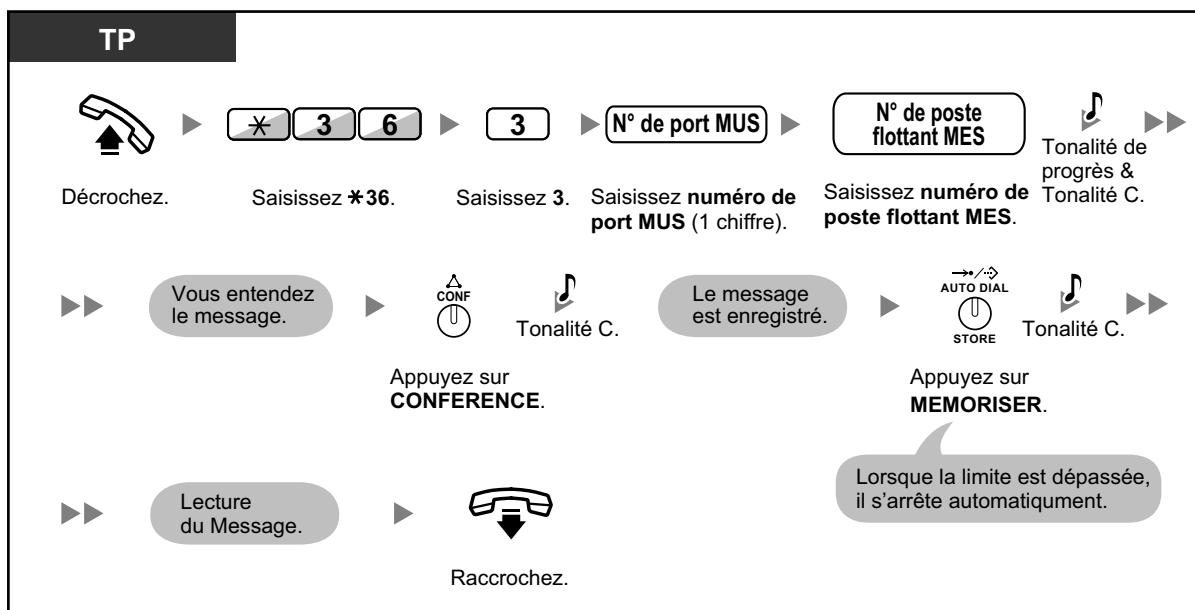 TP
* 3 6
3
N° de port MUS
N° de poste
flottant MES
Tonalité de
progrès &
Tonalité C.
Décrochez.
Saisissez *36.
Saisissez 3.
Saisissez numéro de
port MUS (1 chiffre).
Saisissez numéro de
poste flottant MES.
Vous entendez
le message.
CONF
Tonalité C.
Appuyez sur
CONFERENCE.
Le message
est enregistré.
AUTO DIAL
STORE
Tonalité C.
Appuyez sur
MEMORISER.
Lorsque la limite est dépassée,
il s’arrête automatiqument.
Lecture
du Message.
Raccrochez.